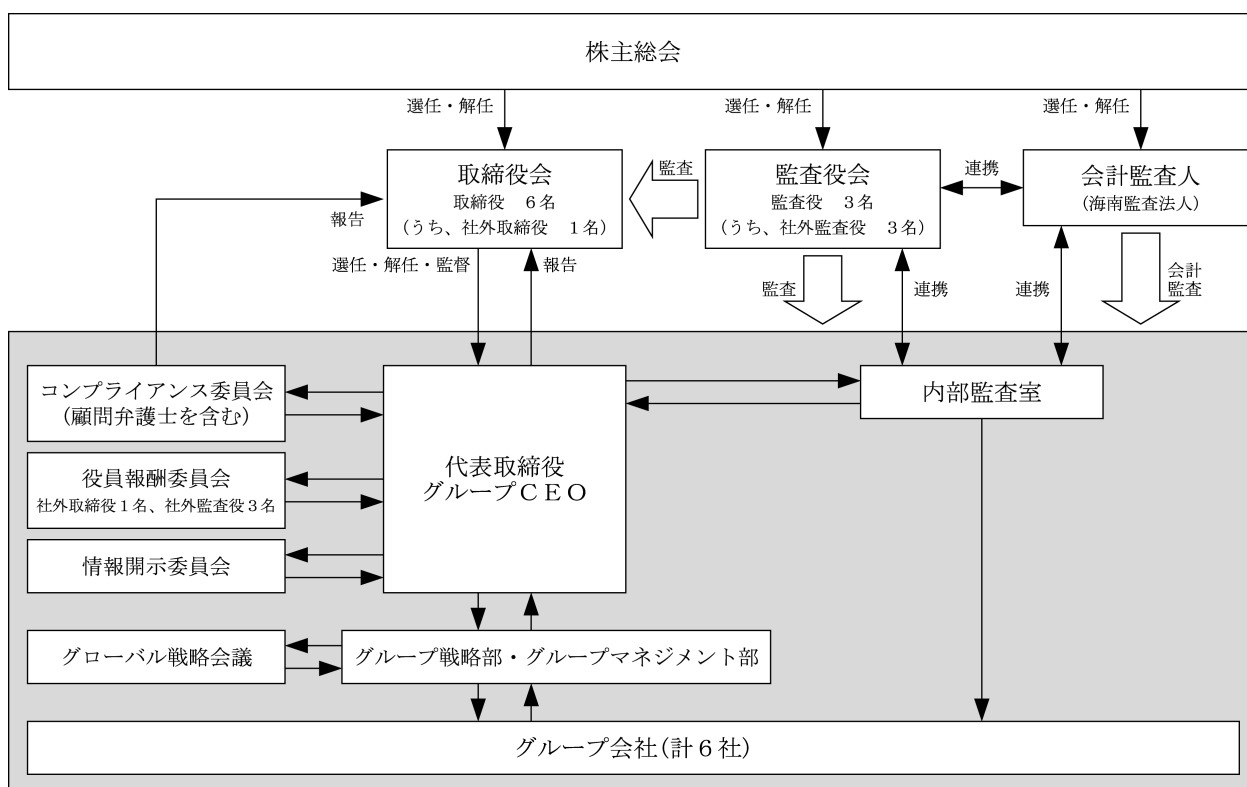 株主総会
選任・解任
選任・解任
選任・解任
取締役会
取締役　６名
（うち、社外取締役　１名）
監査
監査役会
監査役　３名
（うち、社外監査役　３名）
連携
会計監査人
（海南監査法人）
報告
選任・解任・監督
報告
監査
連携
連携
会計
監査
コンプライアンス委員会
（顧問弁護士を含む）
代表取締役
グループＣＥＯ
内部監査室
役員報酬委員会
社外取締役１名、社外監査役３名
情報開示委員会
グローバル戦略会議
グループ戦略部・グループマネジメント部
グループ会社（計６社）